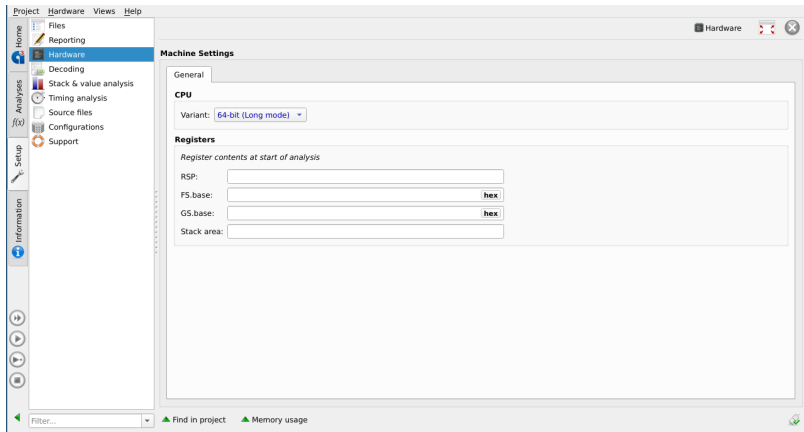 Project Hardware Views Help
Home
Analyses
f(x)
Setup
Information
Files
Reporting
Hardware
Decoding
Stack & value analysis
Timing analysis
Source files
Configurations
Support
Filter...
Hardware
Machine Settings
General
CPU
Variant: 64-bit (Long mode)
Registers
Register contents at start of analysis
RSP:
FS.base: hex
GS.base: hex
Stack area:
Find in project Memory usage